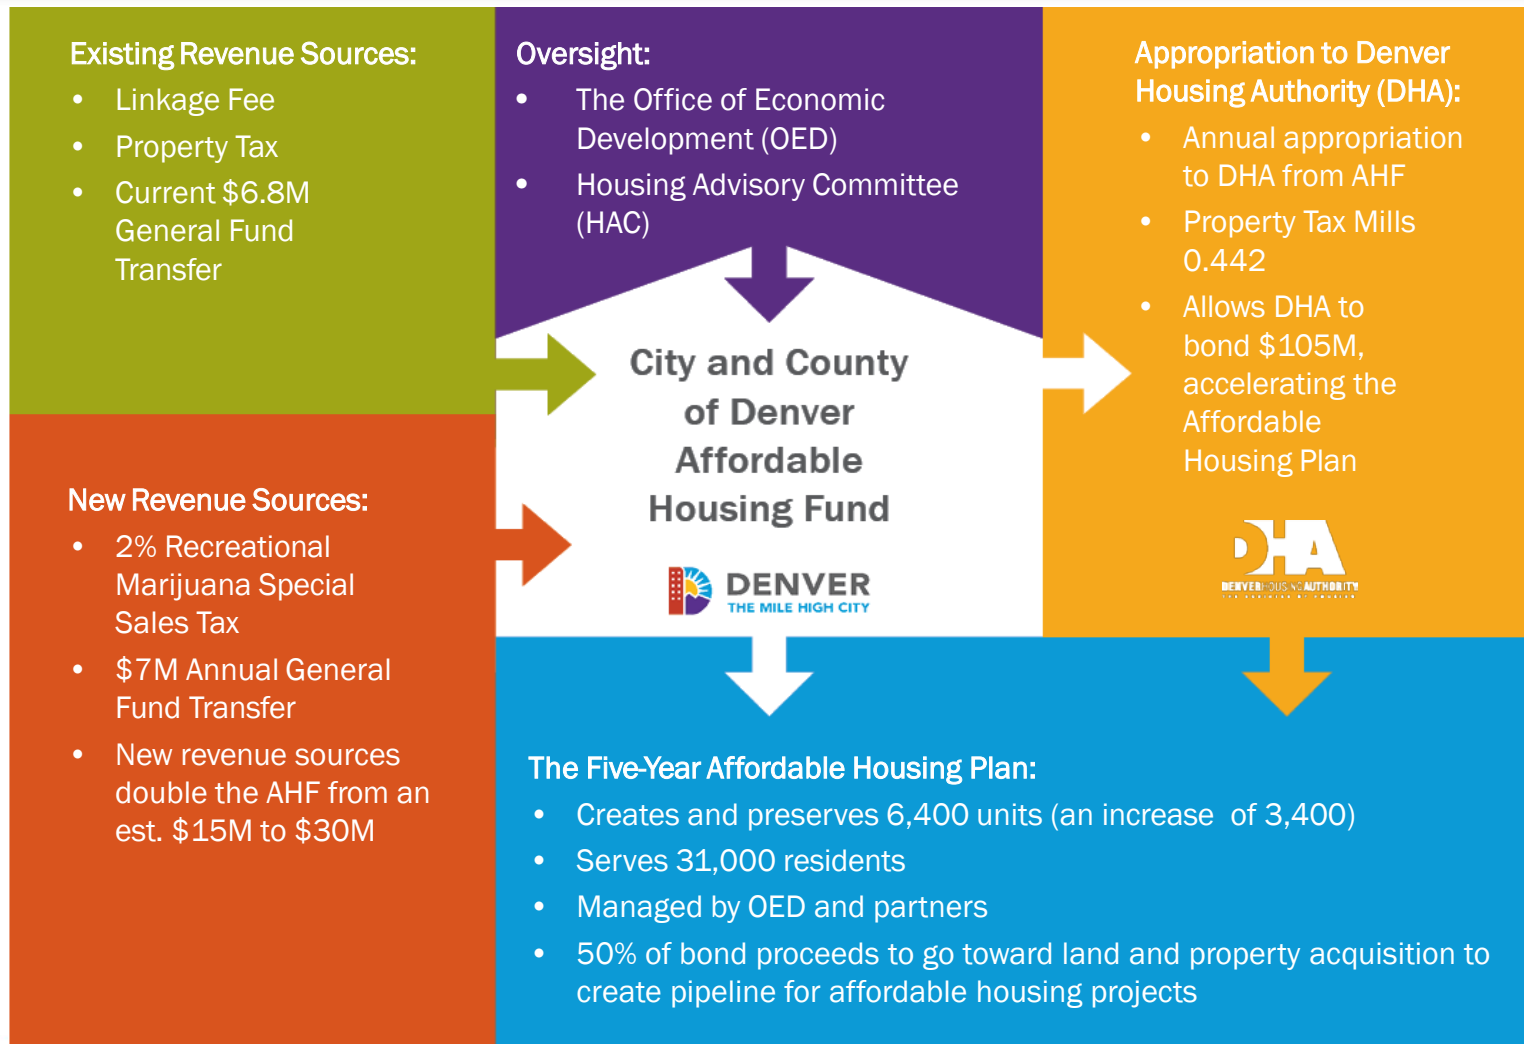 Existing Revenue Sources:
• Linkage Fee
• Property Tax
• Current $6.8M
General Fund
Transfer
New Revenue Sources:
• 2% Recreational
Marijuana Special
Sales Tax
• $7M Annual General
Fund Transfer
• New revenue sources
double the AHF from an
est. $15M to $30M
Oversight:
• The Office of Economic
Development (OED)
• Housing Advisory Committee
(HAC)
City and County
of Denver
Affordable
Housing Fund
DENVER
THE MILE HIGH CITY
Appropriation to Denver
Housing Authority (DHA):
• Annual appropriation
to DHA from AHF
• Property Tax Mills
0.442
• Allows DHA to
bond $105M,
accelerating the
Affordable
Housing Plan
DHA
DENVERHOUSINGAUTHORITY
The Five-Year Affordable Housing Plan:
• Creates and preserves 6,400 units (an increase  of 3,400)
• Serves 31,000 residents
• Managed by OED and partners
• 50% of bond proceeds to go toward land and property acquisition to
create pipeline for affordable housing projects